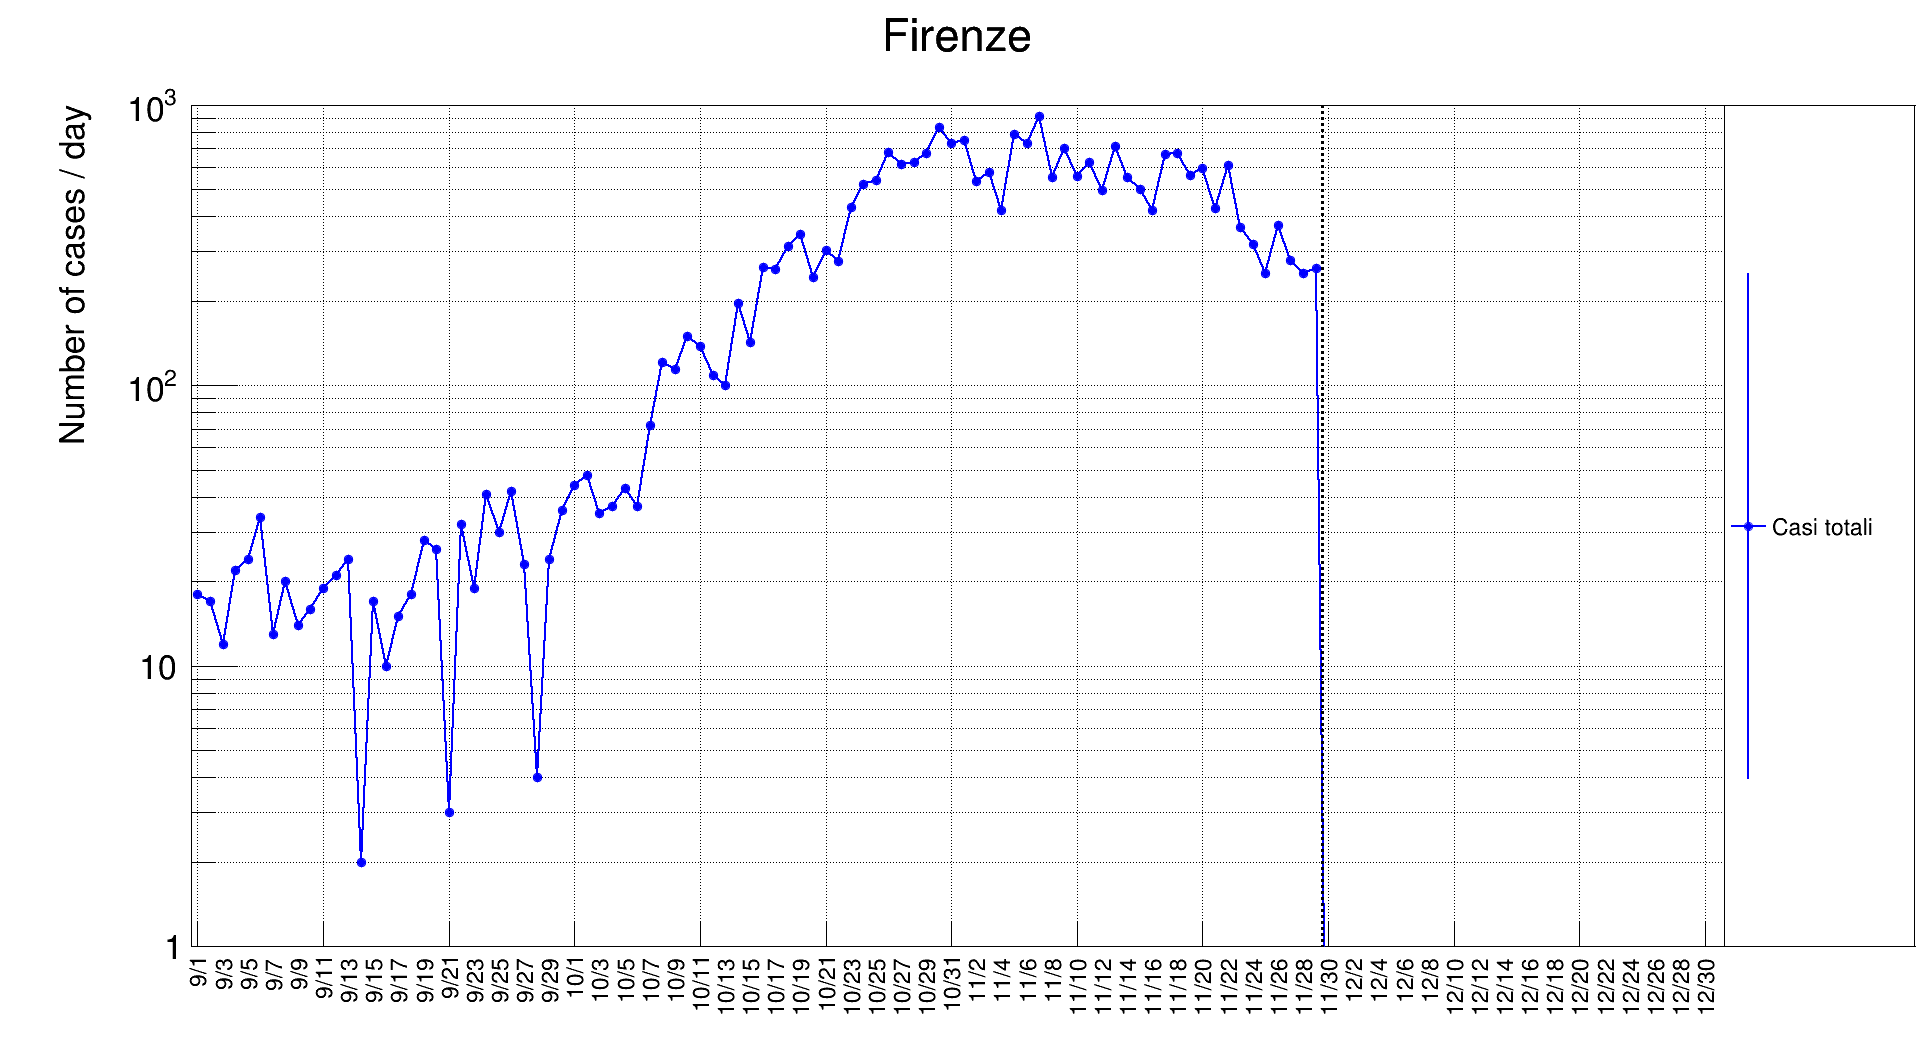 Firenze
Number of cases / day
10³
10²
10
1
9/1 9/3 9/5 9/7 9/9 9/11 9/13 9/15 9/17 9/19 9/21 9/23 9/25 9/27 9/29 10/1 10/3 10/5 10/7 10/9 10/11 10/13 10/15 10/17 10/19 10/21 10/23 10/25 10/27 10/29 10/31 11/2 11/4 11/6 11/8 11/10 11/12 11/14 11/16 11/18 11/20 11/22 11/24 11/26 11/28 11/30 12/2 12/4 12/6 12/8 12/10 12/12 12/14 12/16 12/18 12/20 12/22 12/24 12/26 12/28 12/30
Casi totali